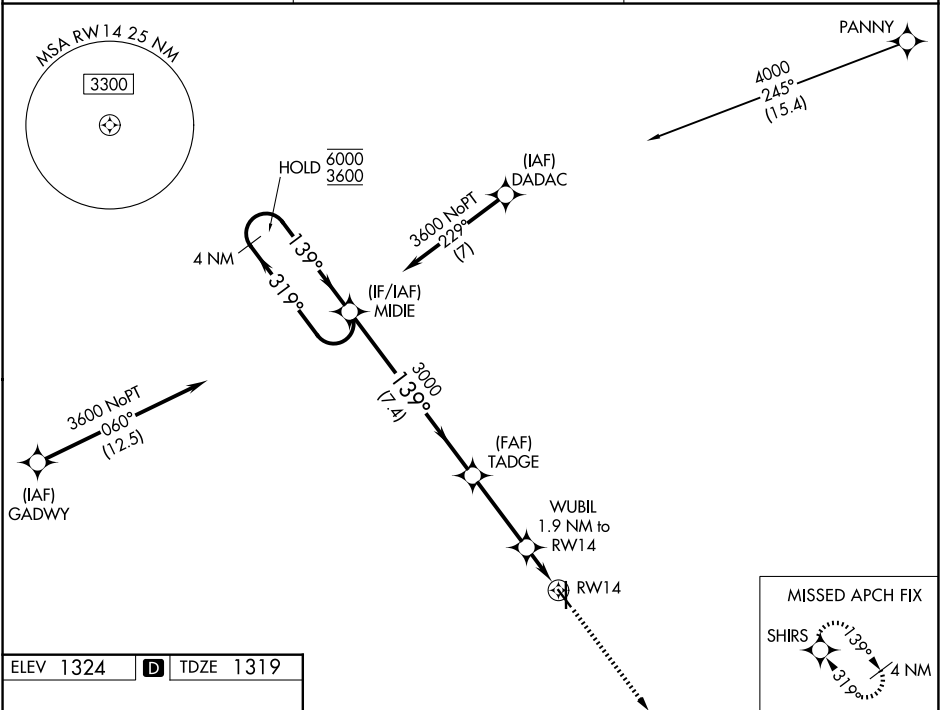 MSA RW14 25 NM
3300
PANNY
4000
245°
(15.4)
HOLD 6000
3600
(IAF)
DADAC
3600 NoPT
229°
(7)
4 NM
139°
319°
(IF/IAF)
MIDIE
3000
139°
(7.4)
3600 NoPT
060°
(12.5)
(IAF)
GADWY
(FAF)
TADGE
WUBIL
1.9 NM to
RW14
RW14
MISSED APCH FIX
SHIRS
139°
4 NM
319°
ELEV 1324 D TDZE 1319